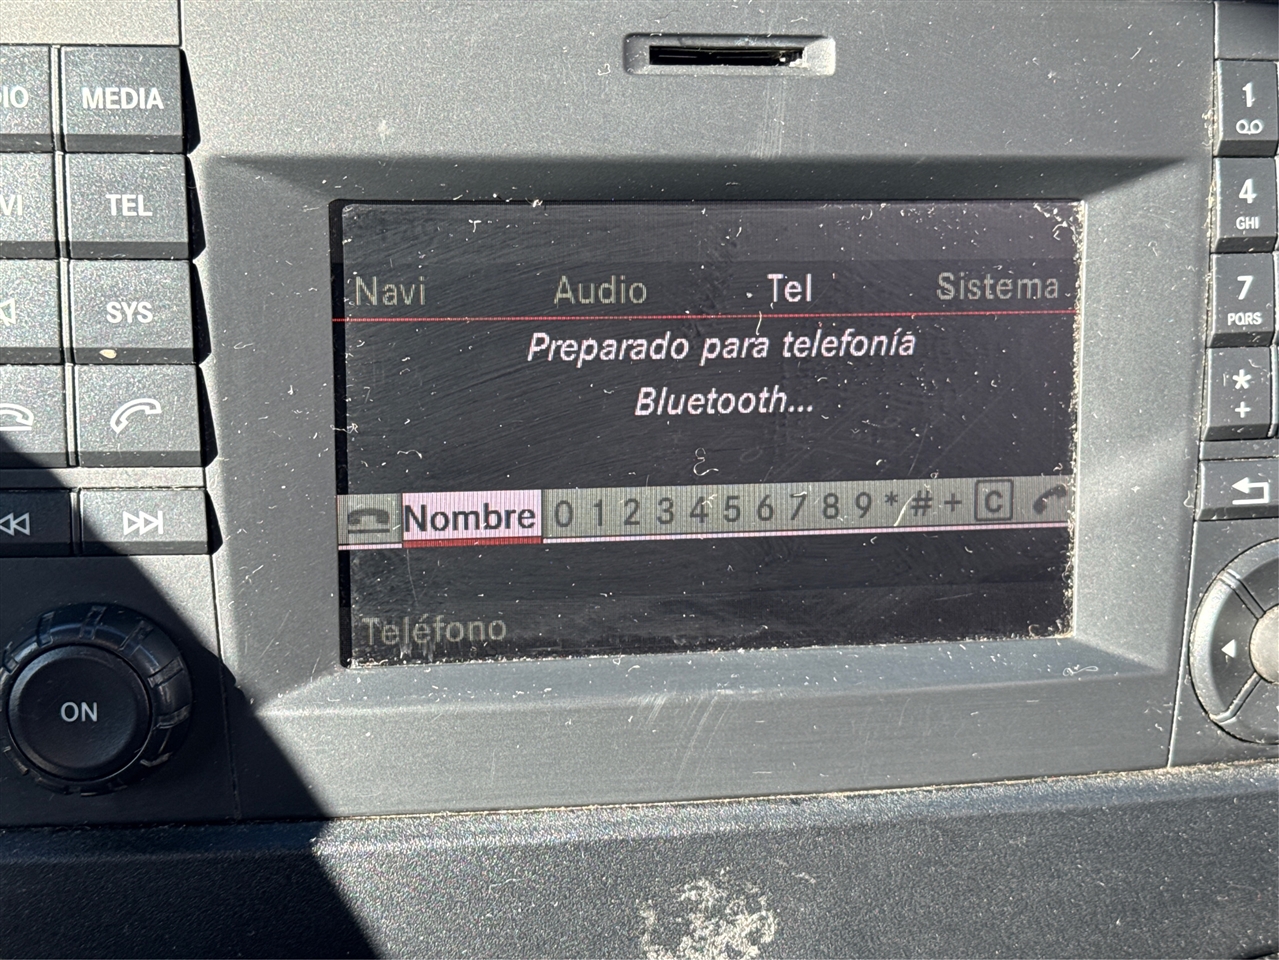 MEDIA
TEL
SYS
ON
Navi Audio Tel Sistema
Preparado para telefonía
Bluetooth...
Nombre 0 1 2 3 4 5 6 7 8 9 * # + C
Teléfono
1
4
GHI
7
PQRS
*
+